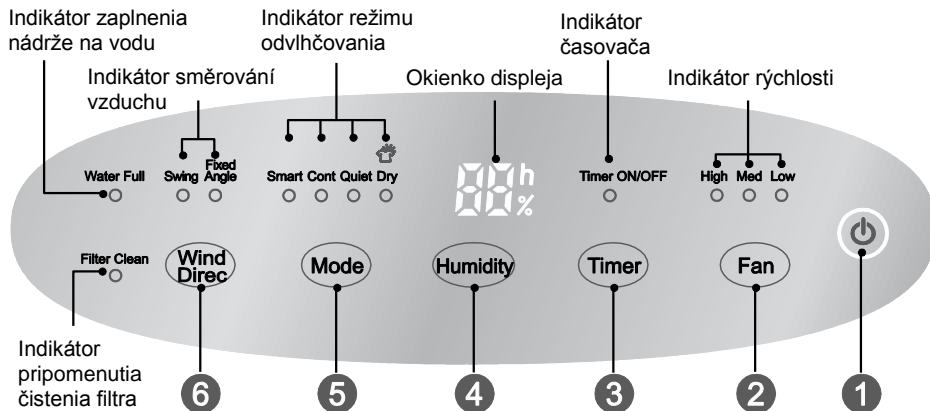 Indikátor zaplnenia
nádrže na vodu
Indikátor režimu
odvlhčovania
Indikátor
časovača
Indikátor směrování
vzduchu
Okienko displeja
Indikátor rýchlosti
Water Full
Swing
Fixed
Angle
Smart Cont Quiet Dry
88h
%
Timer ON/OFF
High Med Low
Filter Clean
Wind
Direc
Mode
Humidity
Timer
Fan
Indikátor
pripomenutia
čistenia filtra
6 5 4 3 2 1